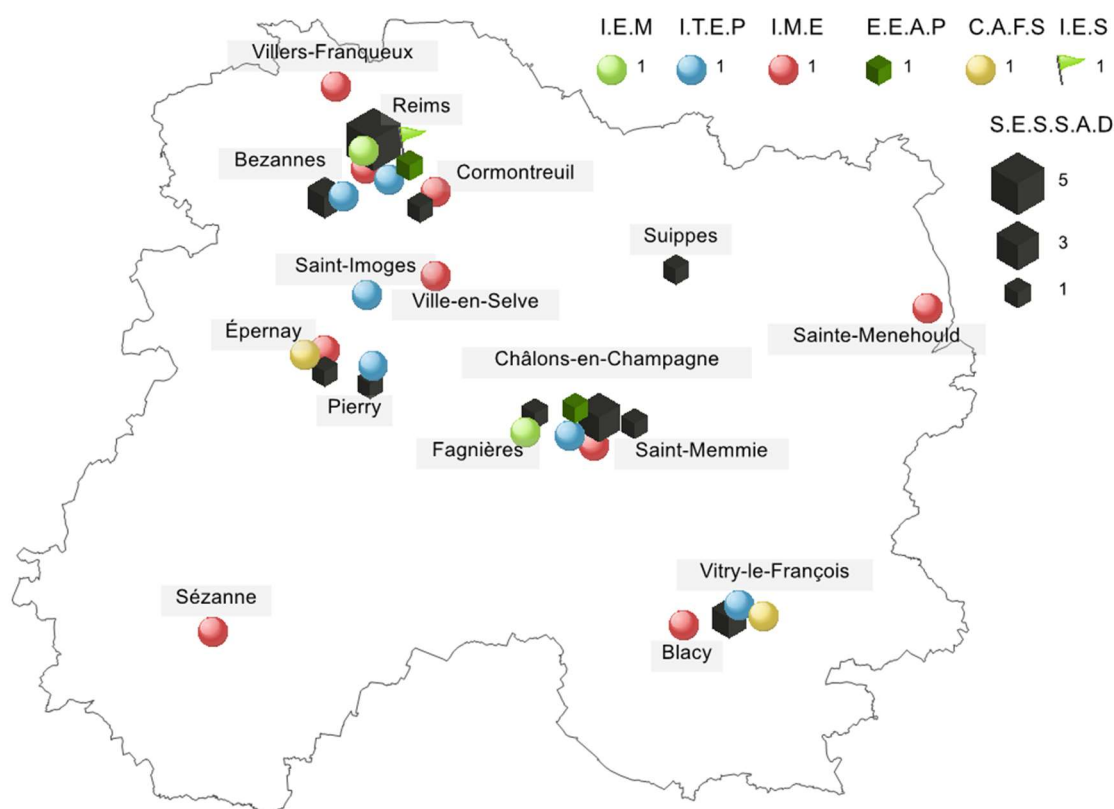 I.E.M I.T.E.P I.M.E E.E.A.P C.A.F.S I.E.S
1 1 1 1 1 1
S.E.S.S.A.D
5
3
1
Villers-Franqueux
Reims
Bezannes
Cormontreuil
Suippes
Saint-Imoges
Ville-en-Selve
Sainte-Menehould
Épernay
Châlons-en-Champagne
Pierry
Fagnières
Saint-Memmie
Vitry-le-François
Sézanne
Blacy